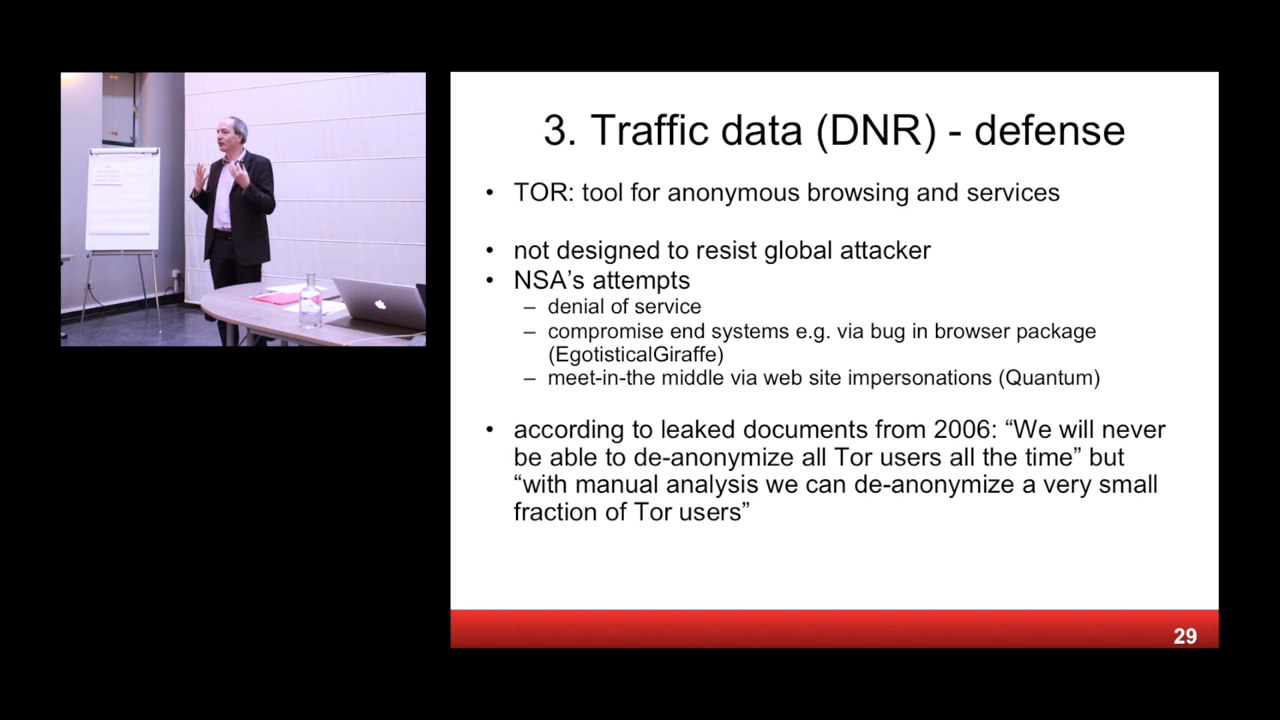 3. Traffic data (DNR) - defense
• TOR: tool for anonymous browsing and services
• not designed to resist global attacker
• NSA’s attempts
– denial of service
– compromise end systems e.g. via bug in browser package
(EgotisticalGiraffe)
– meet-in-the middle via web site impersonations (Quantum)
• according to leaked documents from 2006: “We will never
be able to de-anonymize all Tor users all the time” but
“with manual analysis we can de-anonymize a very small
fraction of Tor users”
29